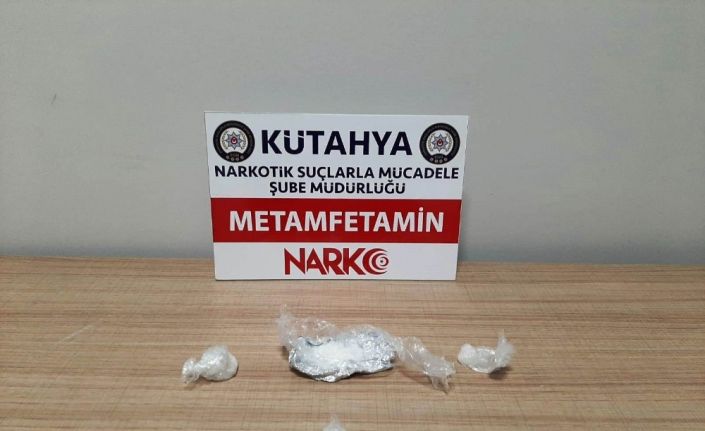 KÜTAHYA
NARKOTİK SUÇLARLA MÜCADELE
ŞUBE MÜDÜRLÜĞÜ
METAMFETAMİN
NARKO